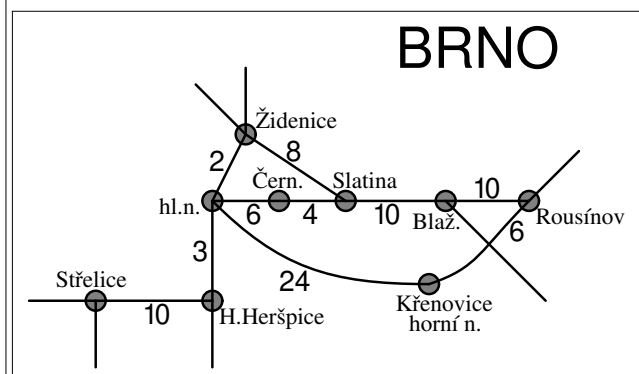 BRNO
Židenice
2
8
Čern.
Slatina
10
hl.n.
6
4
10
Blaž.
Rousínov
6
3
24
Střelice
Křenovice
horní n.
10
H.Heršpice